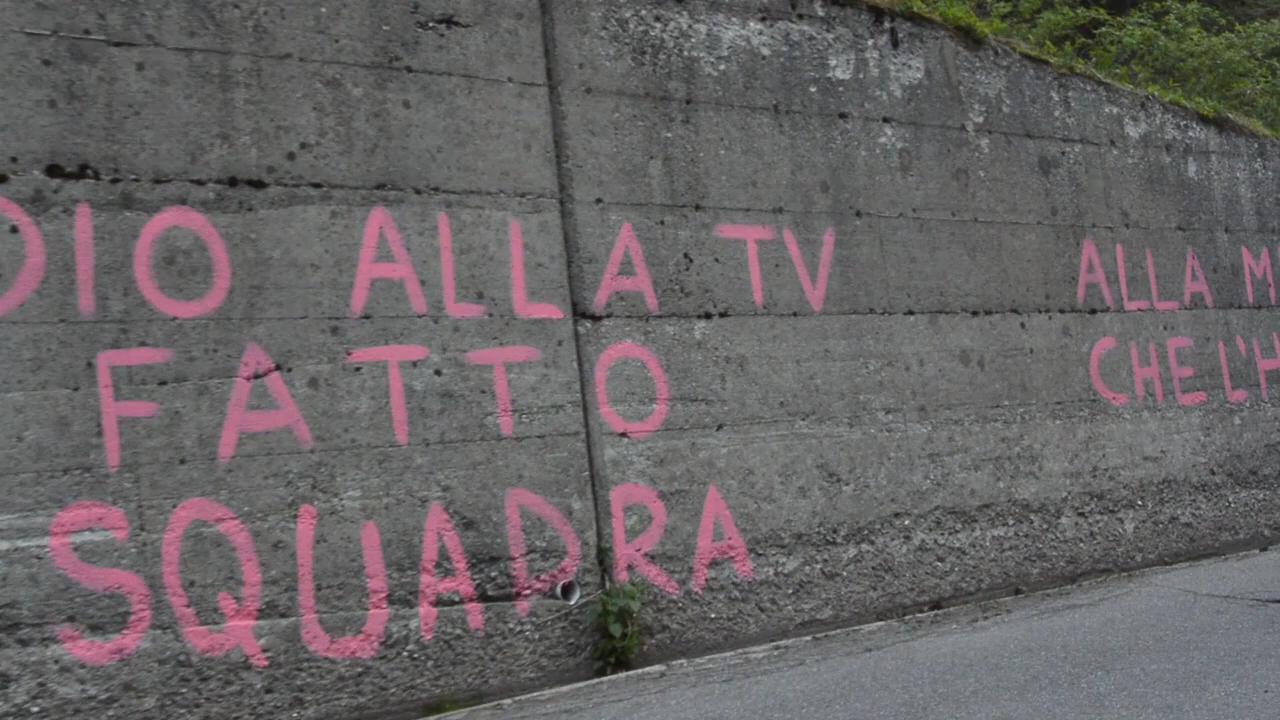 DIO ALLA TV
FATTO
SQUADRA
ALLA M
CHE L'H